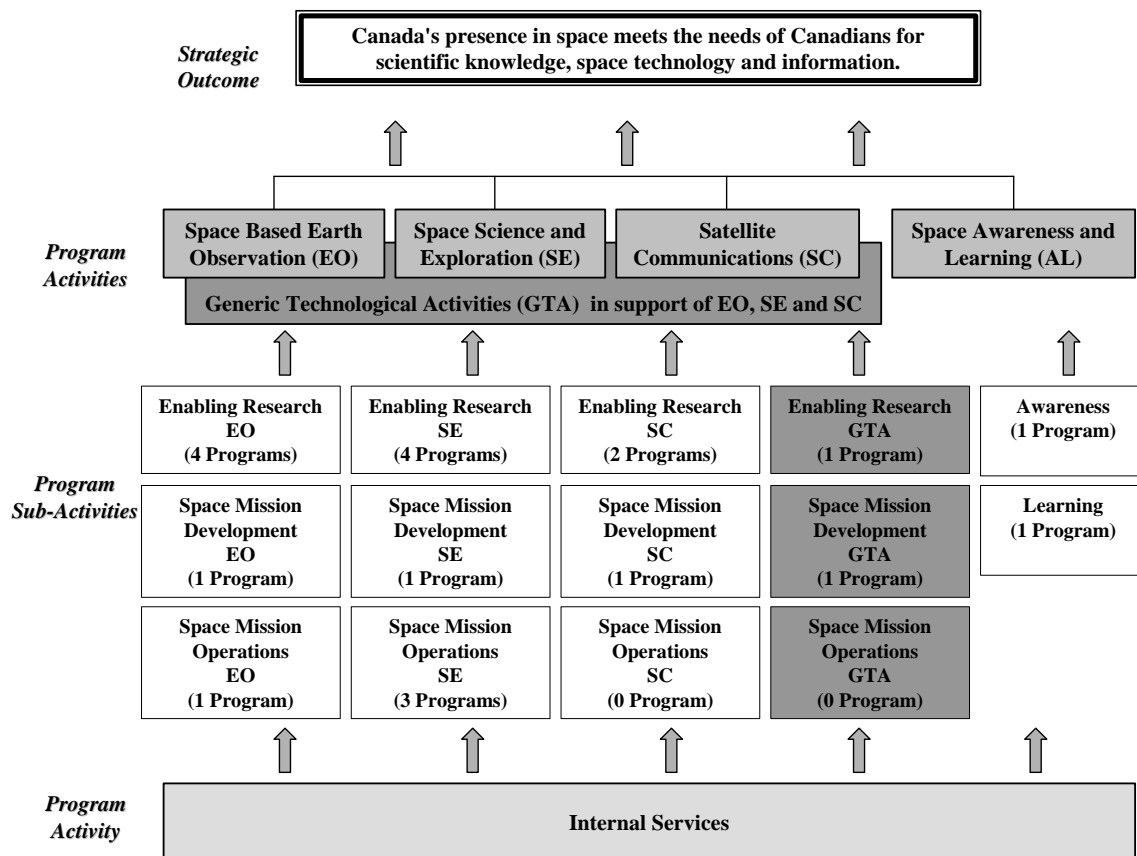 Strategic
Outcome
Canada's presence in space meets the needs of Canadians for
scientific knowledge, space technology and information.
Program
Activities
Space Based Earth
Observation (EO)
Space Science and
Exploration (SE)
Satellite
Communications (SC)
Space Awareness and
Learning (AL)
Generic Technological Activities (GTA) in support of EO, SE and SC
Program
Sub-Activities
Enabling Research
EO
(4 Programs)
Enabling Research
SE
(4 Programs)
Enabling Research
SC
(2 Programs)
Enabling Research
GTA
(1 Program)
Awareness
(1 Program)
Space Mission
Development
EO
(1 Program)
Space Mission
Development
SE
(1 Program)
Space Mission
Development
SC
(1 Program)
Space Mission
Development
GTA
(1 Program)
Learning
(1 Program)
Space Mission
Operations
EO
(1 Program)
Space Mission
Operations
SE
(3 Programs)
Space Mission
Operations
SC
(0 Program)
Space Mission
Operations
GTA
(0 Program)
Program
Activity
Internal Services